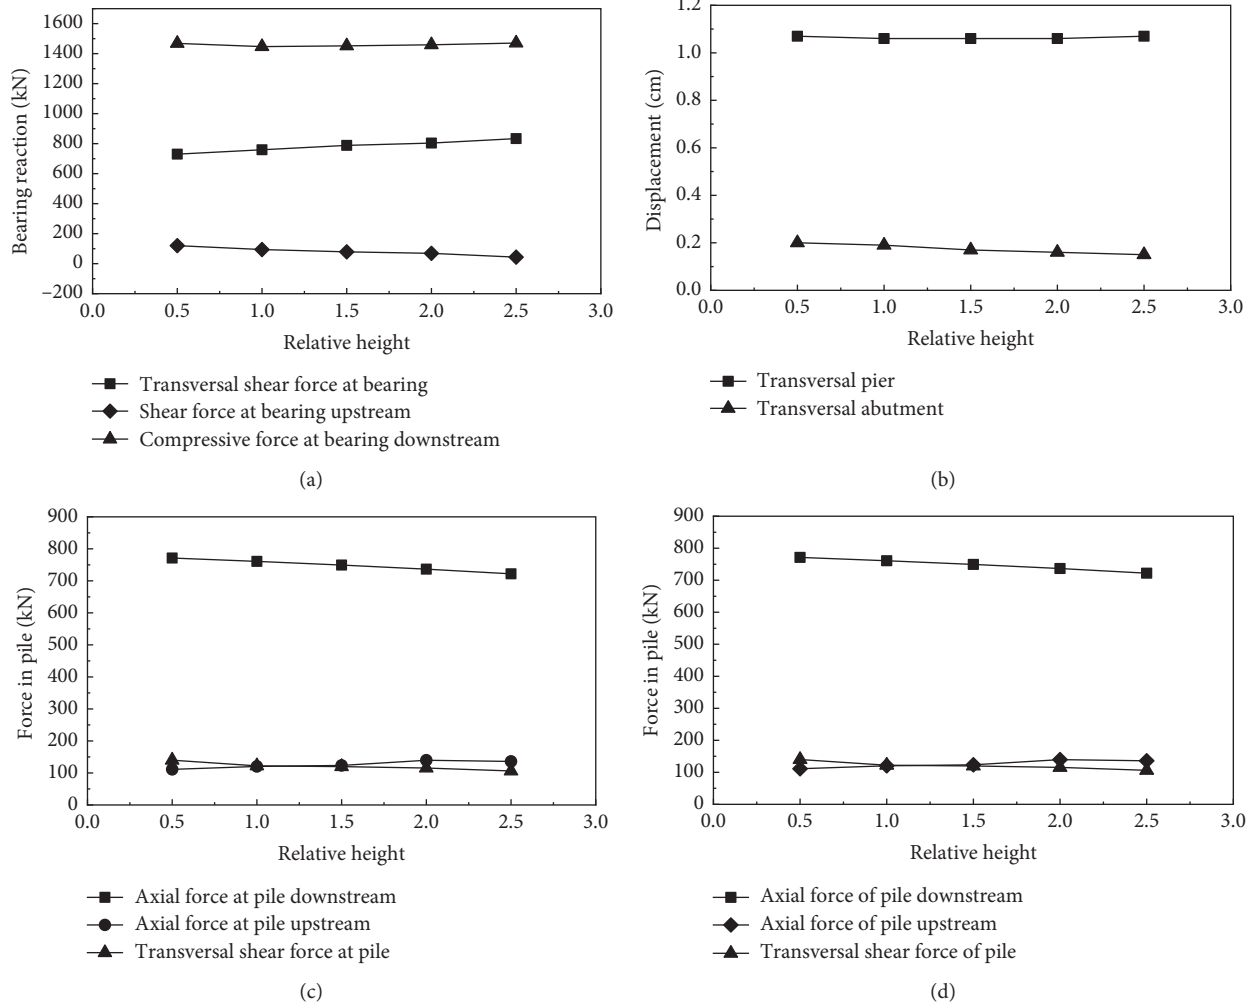 1600
1400
1200
1000
800
600
400
200
0
−200
Bearing reaction (kN)
0.0 0.5 1.0 1.5 2.0 2.5 3.0
Relative height
Transversal shear force at bearing
Shear force at bearing upstream
Compressive force at bearing downstream
(a)
1.2
1.0
0.8
0.6
0.4
0.2
0.0
Displacement (cm)
0.0 0.5 1.0 1.5 2.0 2.5 3.0
Relative height
Transversal pier
Transversal abutment
(b)
900
800
700
600
500
400
300
200
100
0
Force in pile (kN)
0.0 0.5 1.0 1.5 2.0 2.5 3.0
Relative height
Axial force at pile downstream
Axial force at pile upstream
Transversal shear force at pile
(c)
900
800
700
600
500
400
300
200
100
0
Force in pile (kN)
0.0 0.5 1.0 1.5 2.0 2.5 3.0
Relative height
Axial force of pile downstream
Axial force of pile upstream
Transversal shear force of pile
(d)